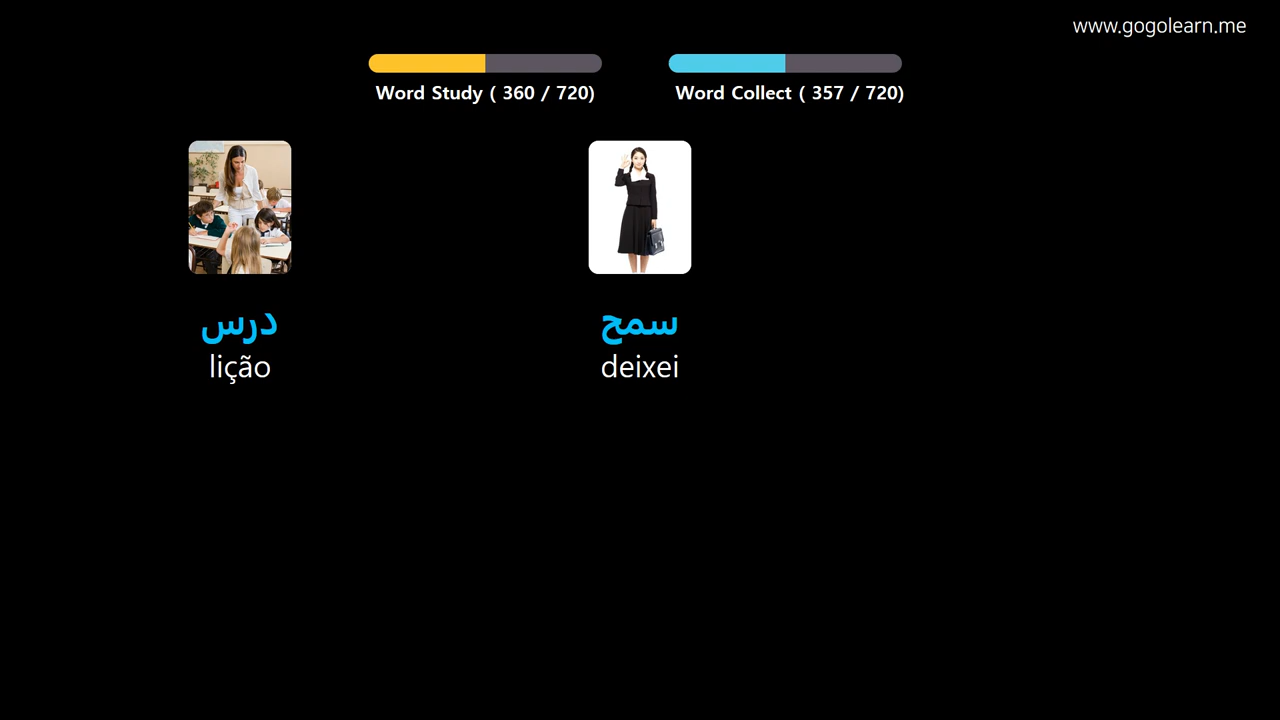 www.gogolearn.me
Word Study ( 360 / 720)
Word Collect ( 357 / 720)
درس
lição
سمح
deixei